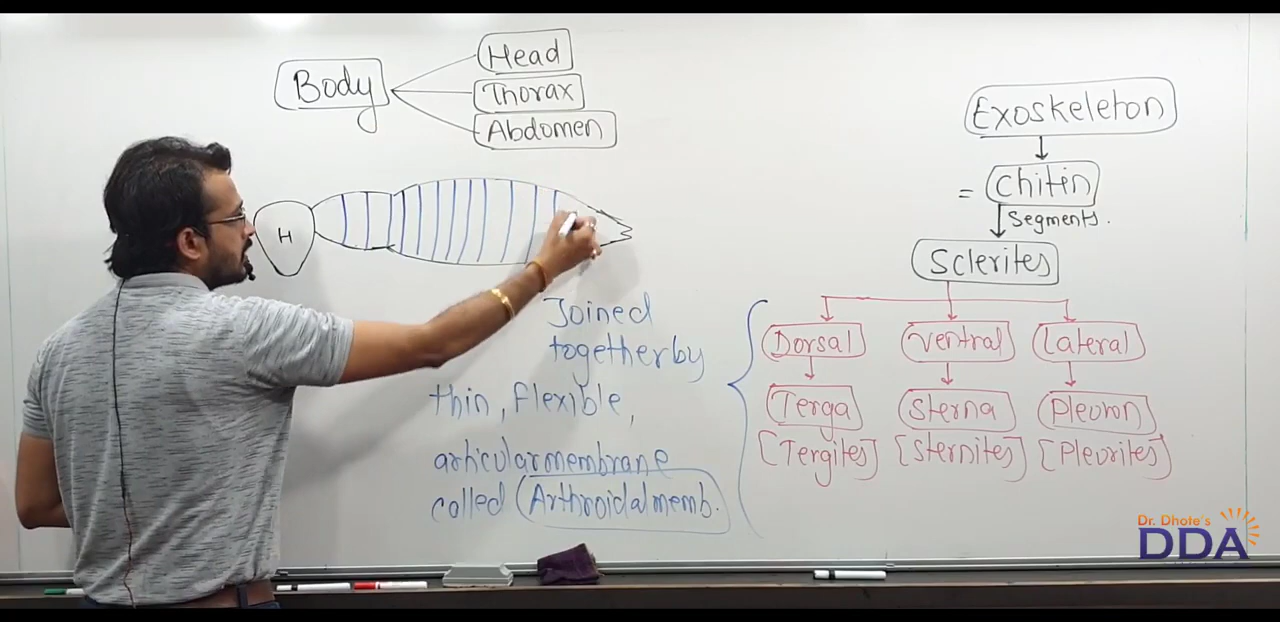 Body
Head
Thorax
Abdomen
H
Joined
together by
thin, flexible,
articular membrane
called Arthroidal memb.
Exoskeleton
= Chitin
Segments.
Sclerites
Dorsal Ventral Lateral
Terga Sterna Pleuron
[Tergites] [Sternites] [Pleurites]
Dr. Dhote's
DDA